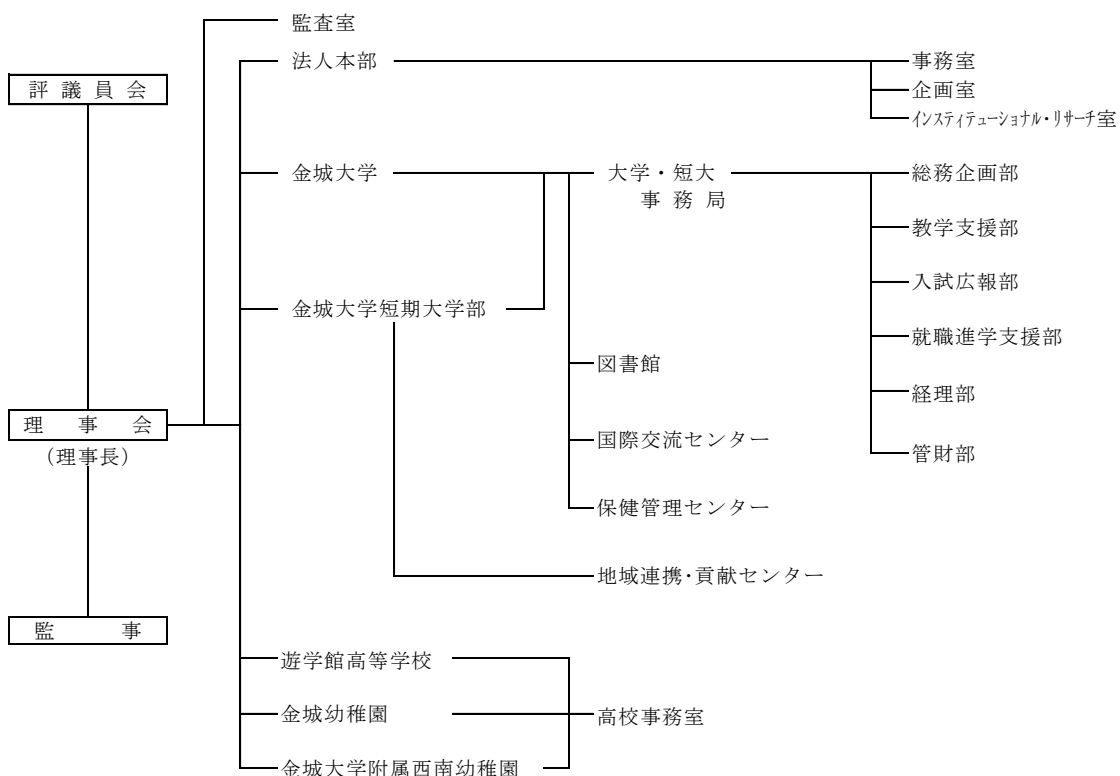 監査室
法人本部
事務室
評議員会
企画室
インスティテューショナル・リサーチ室
金城大学
大学・短大
事務局
総務企画部
教学支援部
入試広報部
金城大学短期大学部
就職進学支援部
図書館
経理部
理事会
(理事長)
国際交流センター
管財部
保健管理センター
地域連携・貢献センター
監事
遊学館高等学校
金城幼稚園
高校事務室
金城大学附属西南幼稚園